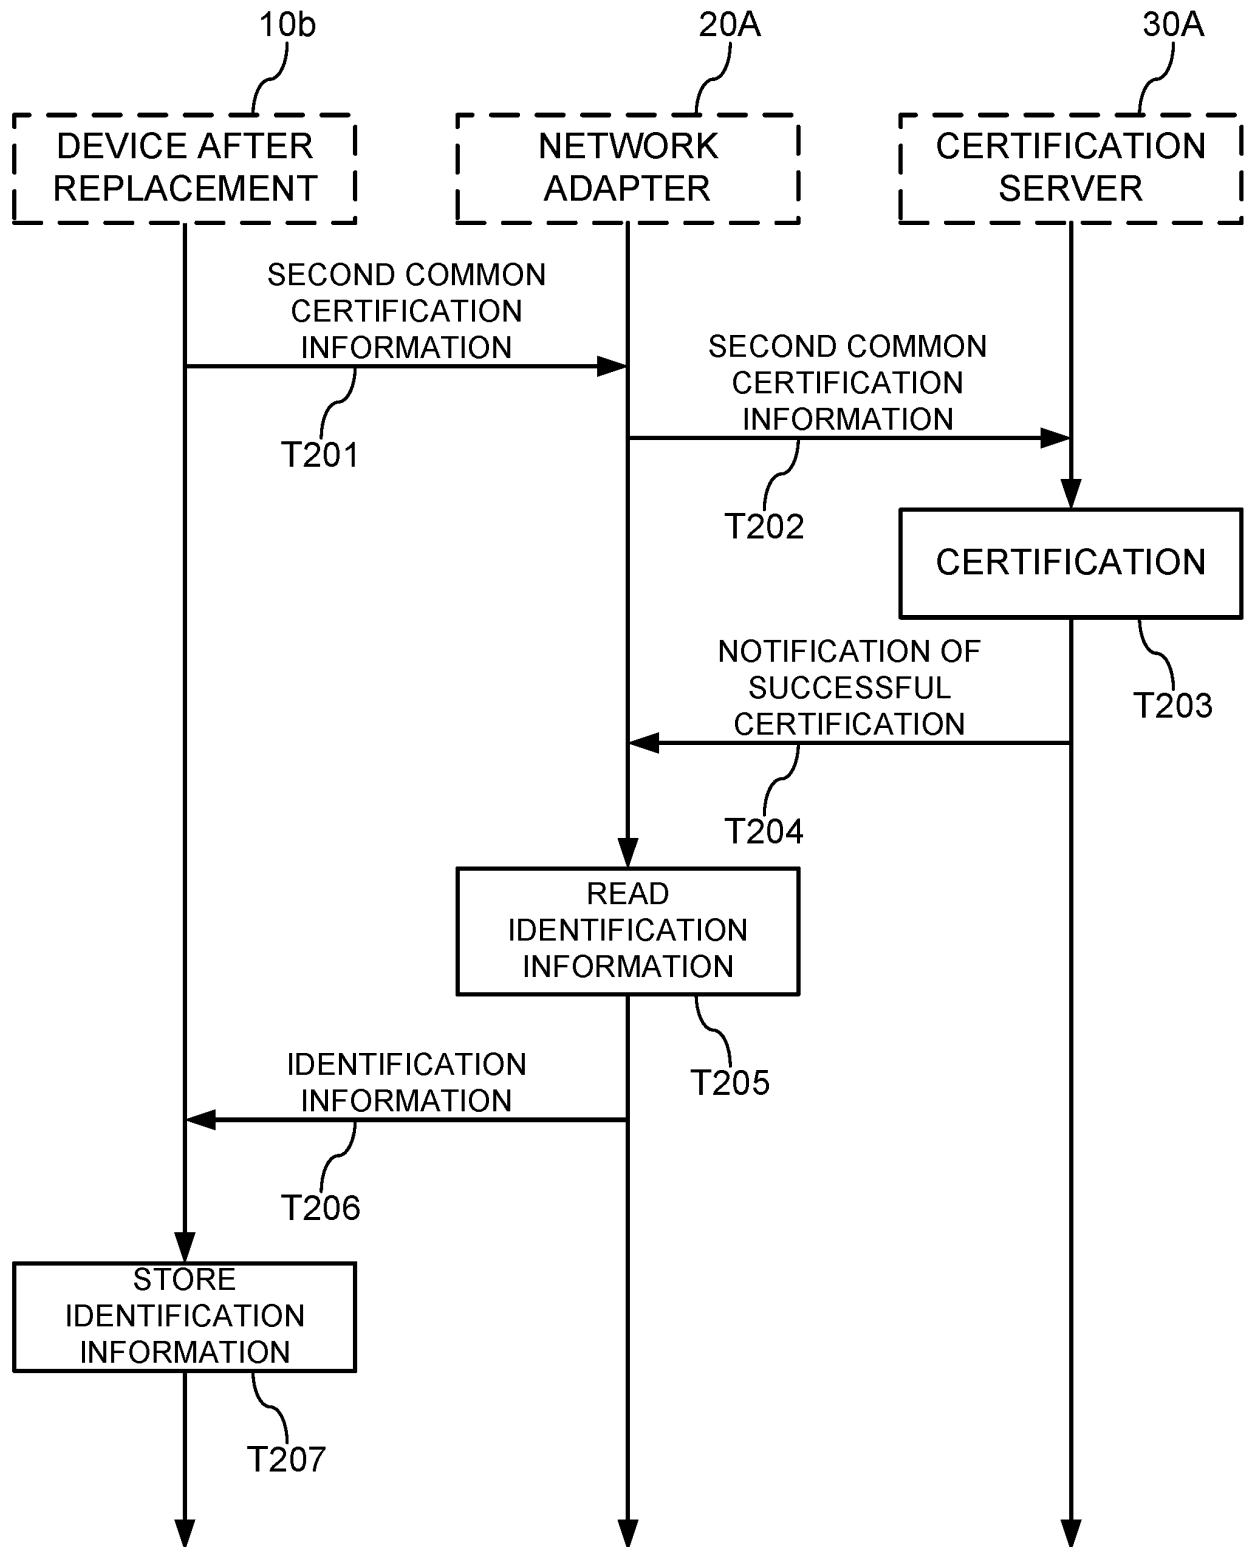 10b
20A
30A
DEVICE AFTER
REPLACEMENT
NETWORK
ADAPTER
CERTIFICATION
SERVER
SECOND COMMON
CERTIFICATION
INFORMATION
T201
SECOND COMMON
CERTIFICATION
INFORMATION
T202
CERTIFICATION
T203
NOTIFICATION OF
SUCCESSFUL
CERTIFICATION
T204
READ
IDENTIFICATION
INFORMATION
T205
IDENTIFICATION
INFORMATION
T206
STORE
IDENTIFICATION
INFORMATION
T207